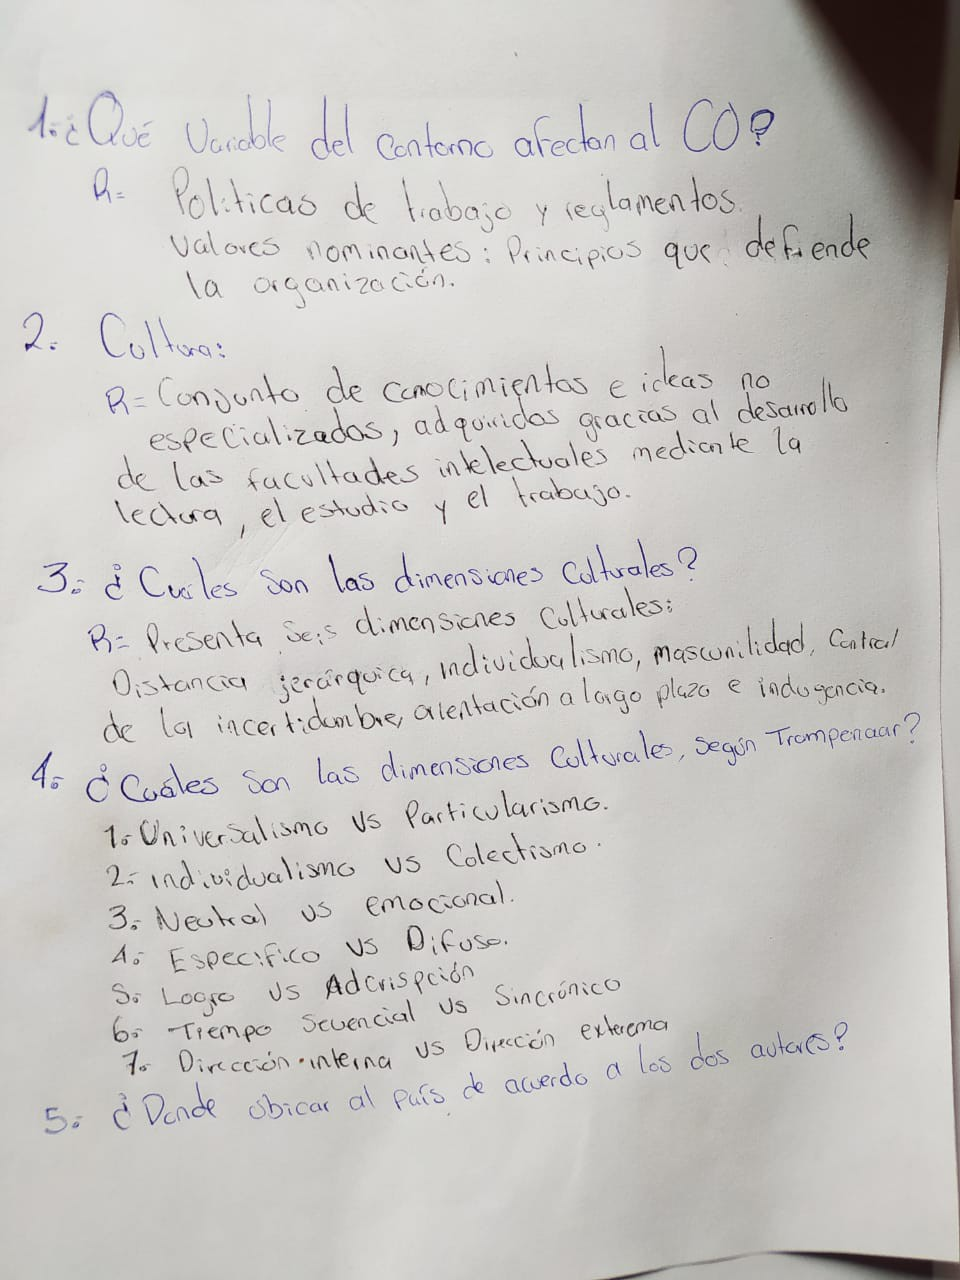 1.- ¿Qué Variable del contorno afectan al CO?
R= Políticas de trabajo y reglamentos.
Valores nominantes: Principios que defiende
la organización.
2. Cultura:
R= Conjunto de conocimientos e ideas no
especializados, adquiridos gracias al desarrollo
de las facultades intelectuales mediante la
lectura, el estudio y el trabajo.
3.- ¿Cuáles son las dimensiones culturales?
R= Presenta Seis dimensiones Culturales:
Distancia jerárquica, individualismo, mascunilidad, Control
de la incertidumbre, orientación a largo plazo e indugencia.
4.- ¿Cuáles son las dimensiones Culturales, según Trompenaar?
1.- Universalismo vs Particularismo.
2.- individualismo vs Colectismo.
3.- Neutral vs emocional.
4.- Especifico vs Difuso.
5.- Logro vs Adcrispción
6.- Tiempo Secuencial vs Sincrónico
7.- Dirección interna vs Dirección exterema
5.- ¿Donde ubicar al país de acuerdo a los dos autores?